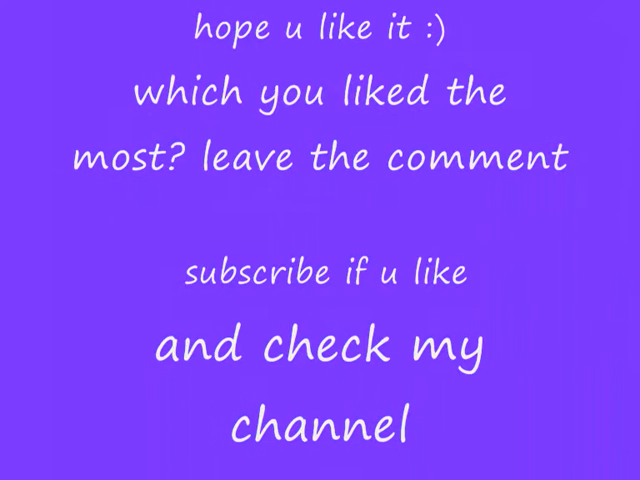 hope u like it :)
which you liked the
most? leave the comment
subscribe if u like
and check my
channel